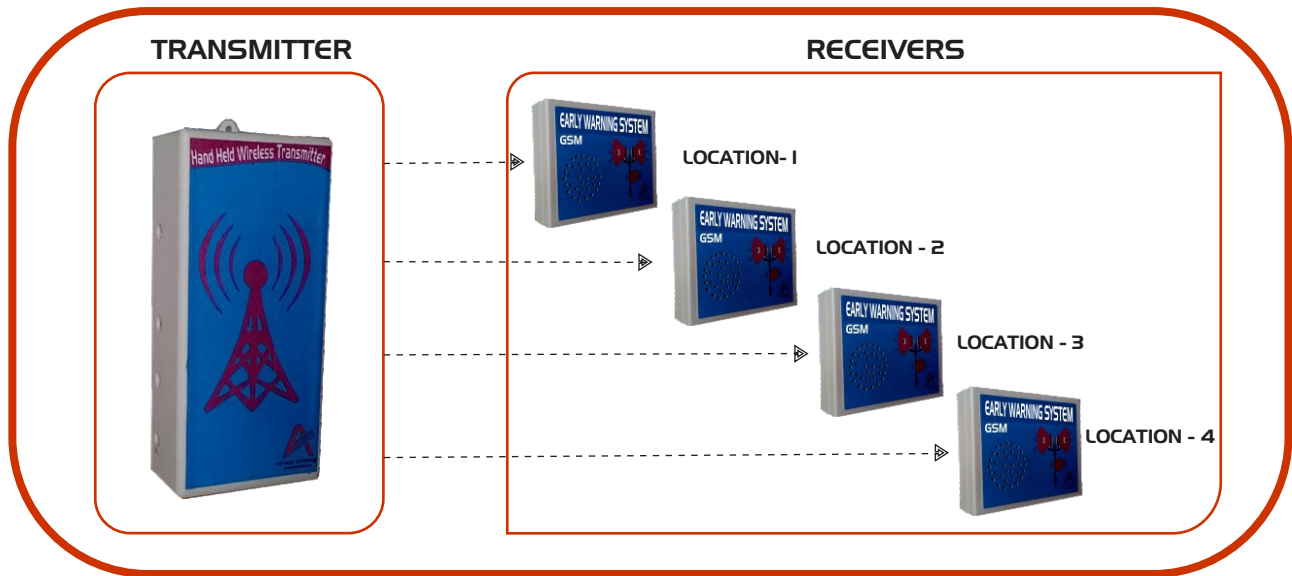 TRANSMITTER
RECEIVERS
Hand Held Wireless Transmitter
EARLY WARNING SYSTEM
GSM
LOCATION- 1
EARLY WARNING SYSTEM
GSM
LOCATION - 2
EARLY WARNING SYSTEM
GSM
LOCATION - 3
EARLY WARNING SYSTEM
GSM
LOCATION - 4